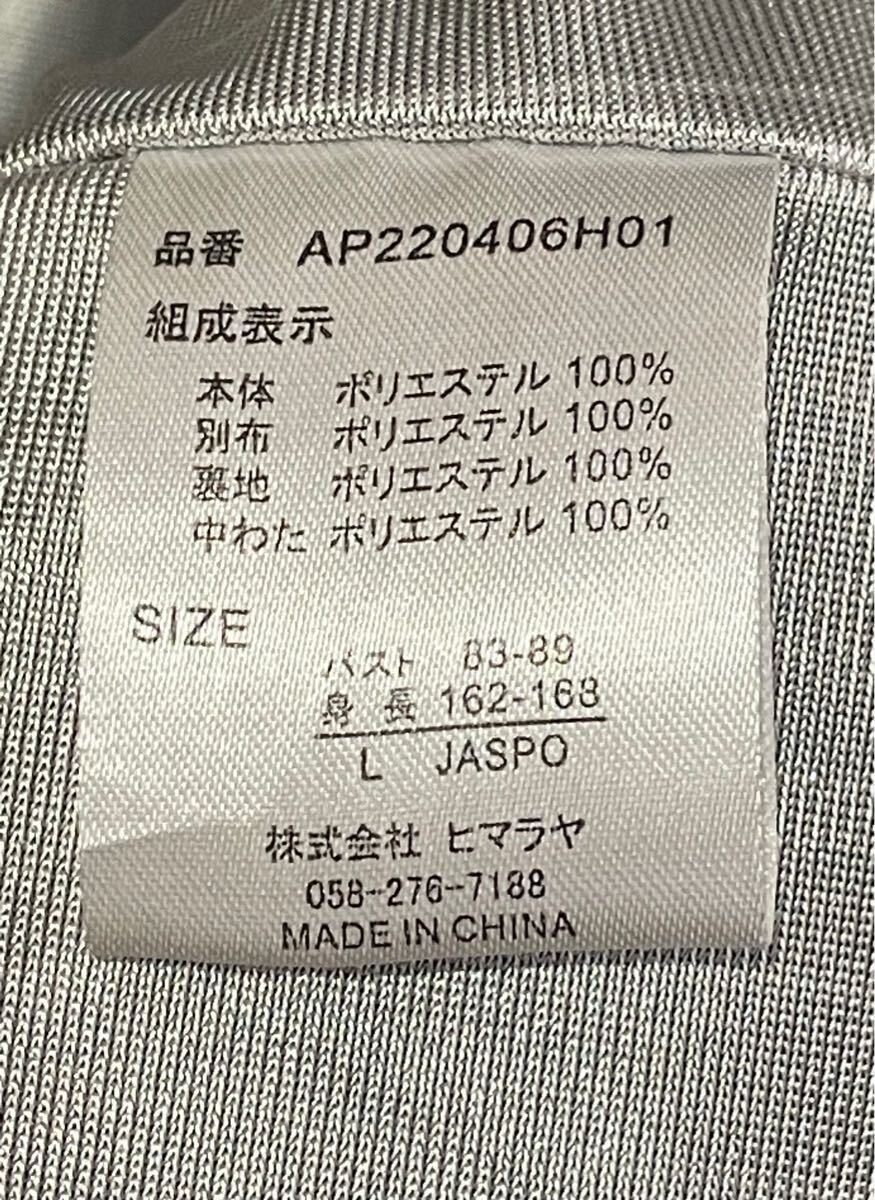 品番 AP220406H01
組成表示
本体 ポリエステル 100%
別布 ポリエステル 100%
裏地 ポリエステル 100%
中わた ポリエステル 100%
SIZE
バスト 83-89
身長 162-168
L JASPO
株式会社 ヒマラヤ
058-276-7188
MADE IN CHINA